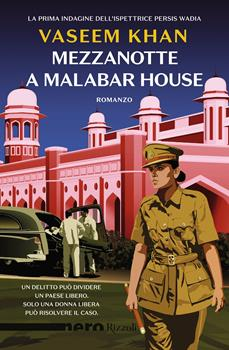 LA PRIMA INDAGINE DELL'ISPETTRICE PERSIS WADIA
VASEEM KHAN
MEZZANOTTE
A MALABAR HOUSE
ROMANZO
UN DELITTO PUÒ DIVIDERE
UN PAESE LIBERO.
SOLO UNA DONNA LIBERA
PUÒ RISOLVERE IL CASO.
nero Rizzoli